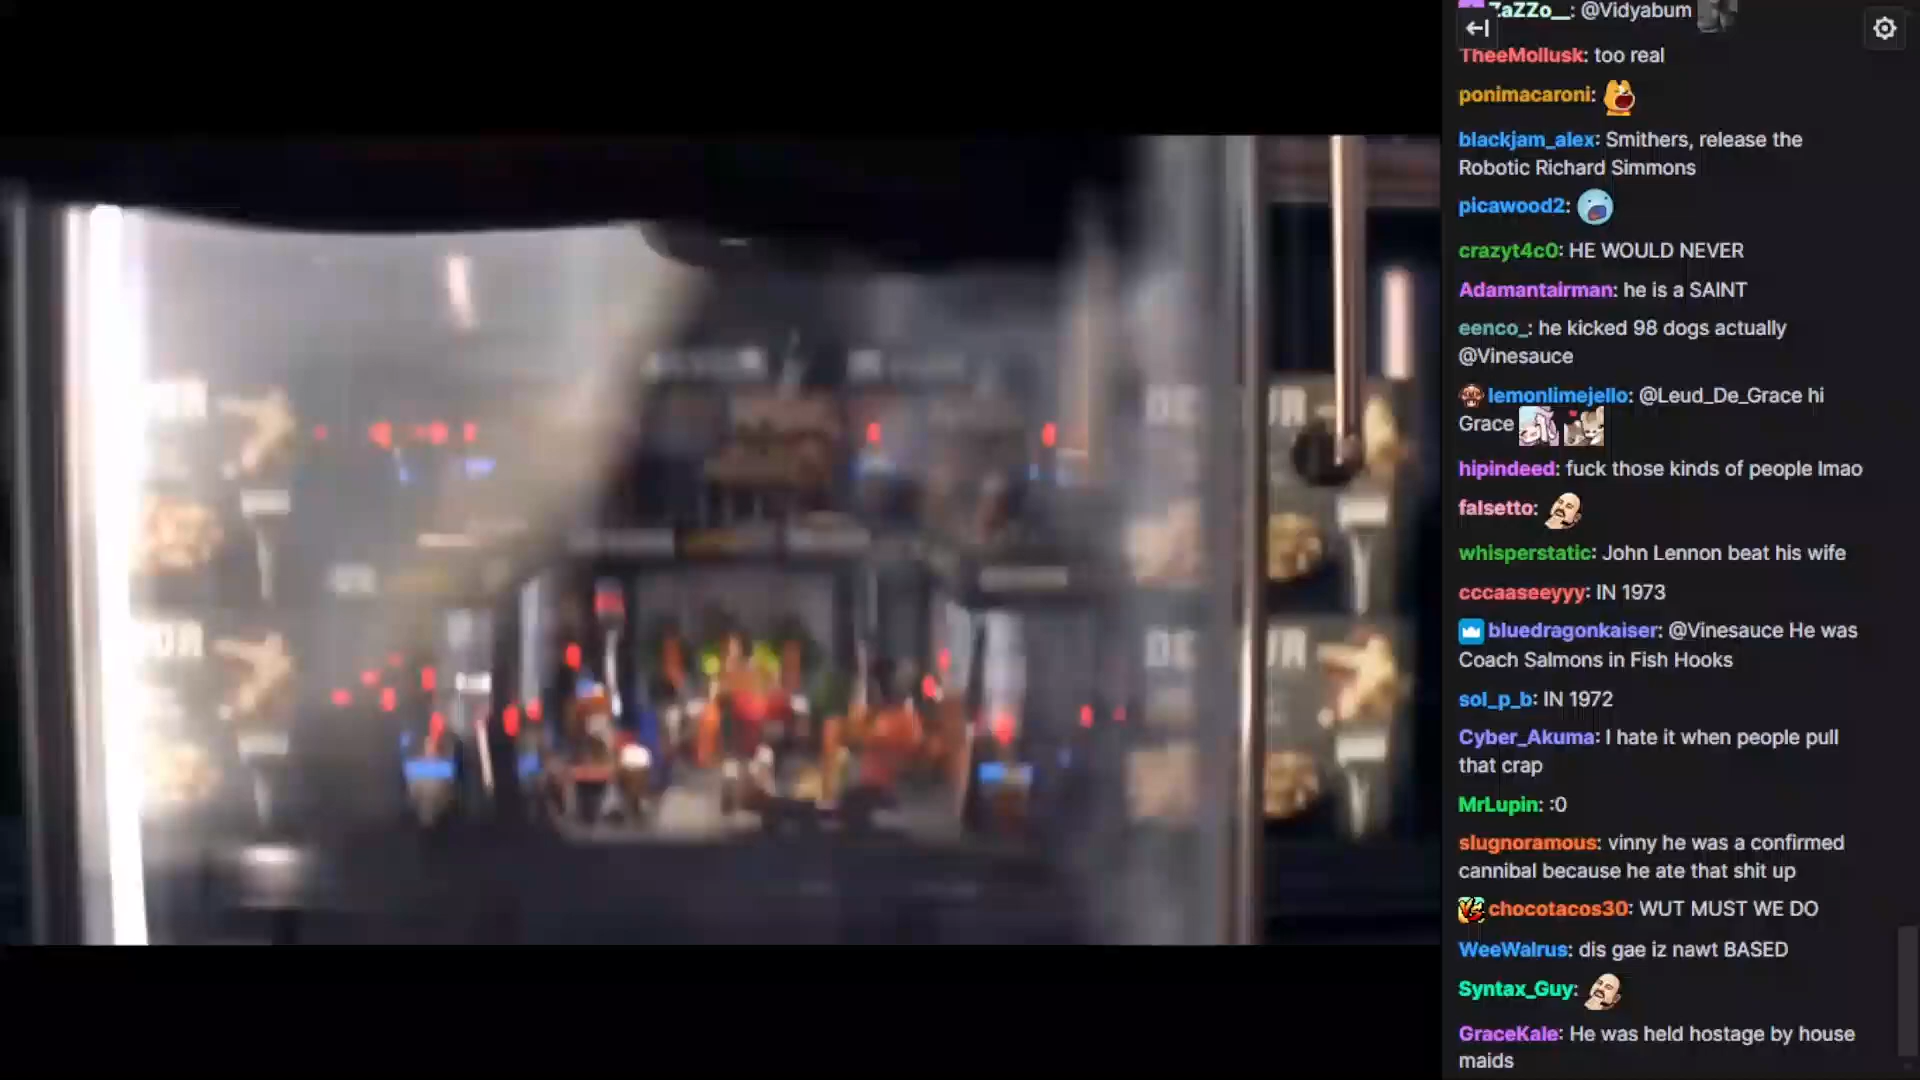 ZaZZo__: @Vidyabum
TheeMollusk: too real
ponimacaroni:
blackjam_alex: Smithers, release the
Robotic Richard Simmons
picawood2:
crazyt4c0: HE WOULD NEVER
Adamantairman: he is a SAINT
eenco_: he kicked 98 dogs actually
@Vinesauce
lemonlimejello: @Leud_De_Grace hi
Grace
hipindeed: fuck those kinds of people lmao
falsetto:
whisperstatic: John Lennon beat his wife
cccaaseeyyy: IN 1973
bluedragonkaiser: @Vinesauce He was
Coach Salmons in Fish Hooks
sol_p_b: IN 1972
Cyber_Akuma: I hate it when people pull
that crap
MrLupin: :0
slugnoramous: vinny he was a confirmed
cannibal because he ate that shit up
chocotacos30: WUT MUST WE DO
WeeWalrus: dis gae iz nawt BASED
Syntax_Guy:
GraceKale: He was held hostage by house
maids